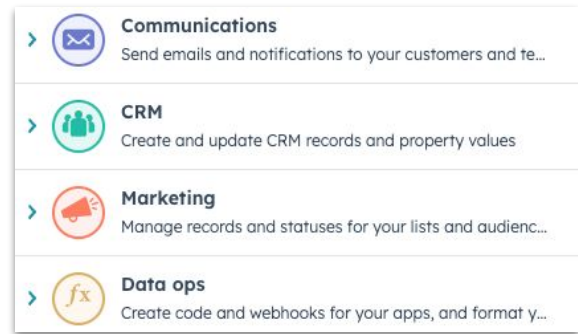 Communications
Send emails and notifications to your customers and te...
CRM
Create and update CRM records and property values
Marketing
Manage records and statuses for your lists and audienc...
fx
Data ops
Create code and webhooks for your apps, and format y...